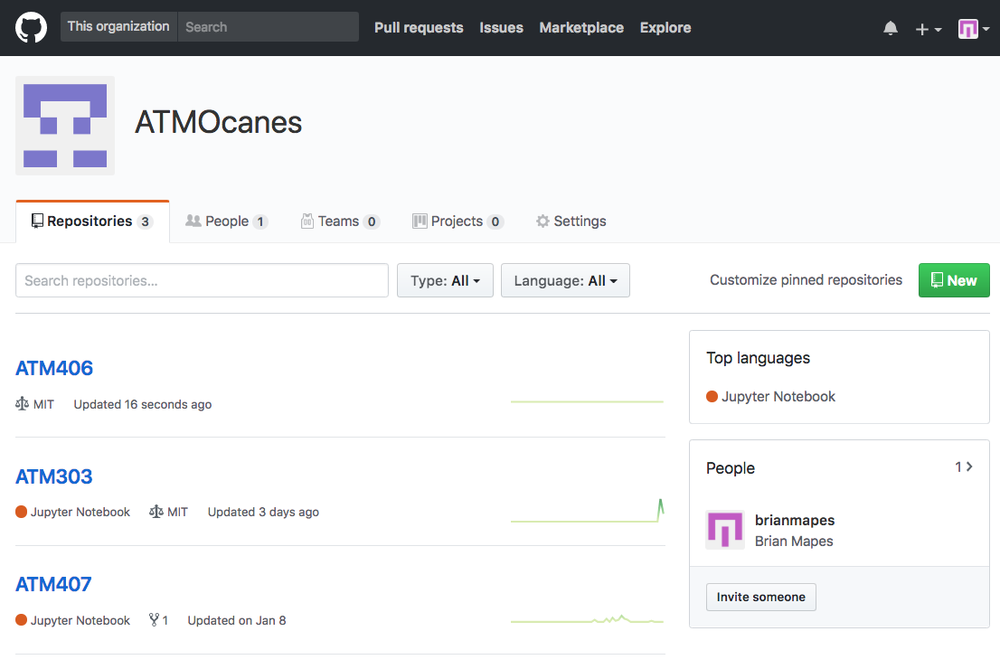 This organization Search Pull requests Issues Marketplace Explore
ATMOcanes
Repositories 3 People 1 Teams 0 Projects 0 Settings
Search repositories... Type: All Language: All Customize pinned repositories New
ATM406
MIT Updated 16 seconds ago
ATM303
Jupyter Notebook MIT Updated 3 days ago
ATM407
Jupyter Notebook 1 Updated on Jan 8
Top languages
Jupyter Notebook
People 1
brianmapes
Brian Mapes
Invite someone